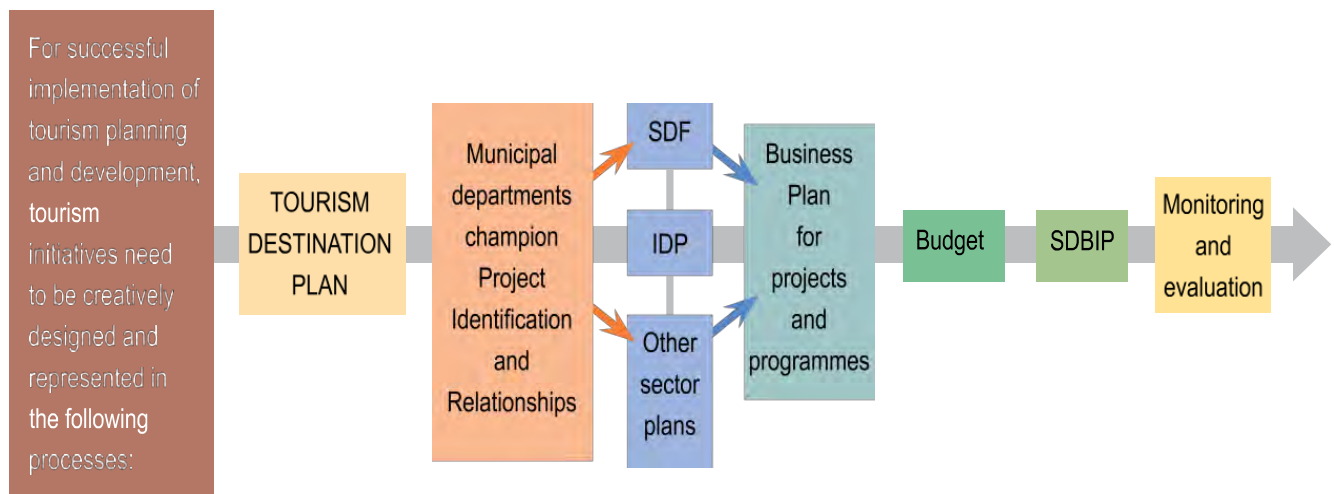 For successful
implementation of
tourism planning
and development,
tourism
initiatives need
to be creatively
designed and
represented in
the following
processes:
TOURISM
DESTINATION
PLAN
Municipal
departments
champion
Project
Identification
and
Relationships
SDF
IDP
Other
sector
plans
Business
Plan
for
projects
and
programmes
Budget
SDBIP
Monitoring
and
evaluation